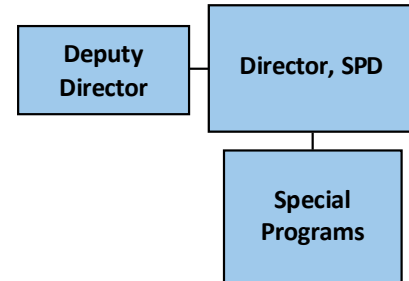 Deputy
Director
Director, SPD
Special
Programs